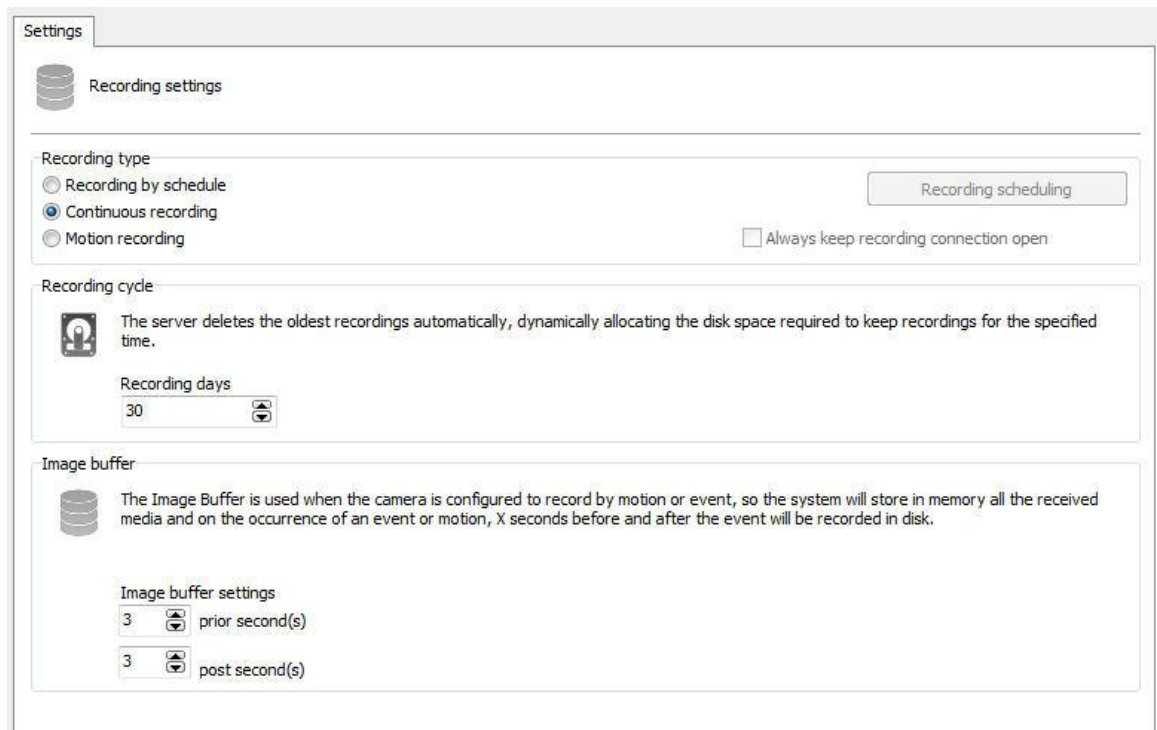 Settings
Recording settings
Recording type
Recording by schedule
Recording scheduling
Continuous recording
Motion recording
Always keep recording connection open
Recording cycle
The server deletes the oldest recordings automatically, dynamically allocating the disk space required to keep recordings for the specified
time.
Recording days
30
Image buffer
The Image Buffer is used when the camera is configured to record by motion or event, so the system will store in memory all the received
media and on the occurrence of an event or motion, X seconds before and after the event will be recorded in disk.
Image buffer settings
3 prior second(s)
3 post second(s)